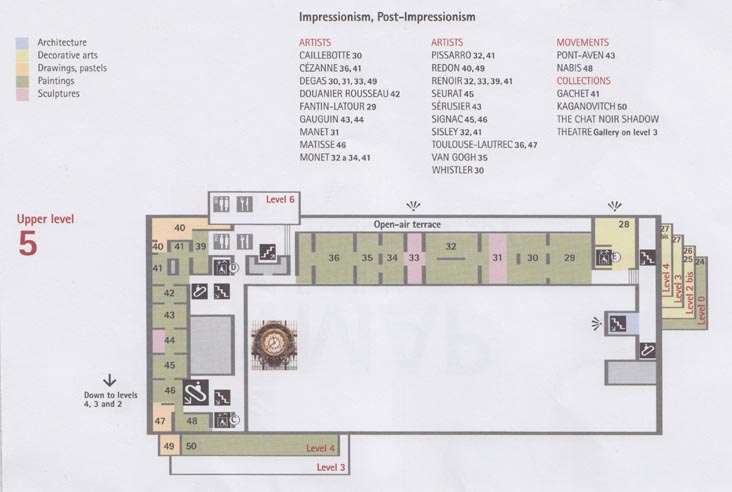 Impressionism, Post-Impressionism
Architecture
Decorative arts
Drawings, pastels
Paintings
Sculptures
ARTISTS
CAILLEBOTTE 30
CÉZANNE 36, 41
DEGAS 30, 31, 33, 49
DOUANIER ROUSSEAU 42
FANTIN-LATOUR 29
GAUGUIN 43, 44
MANET 31
MATISSE 46
MONET 32 a 34, 41
ARTISTS
PISSARRO 32, 41
REDON 40, 49
RENOIR 32, 33, 39, 41
SEURAT 45
SÉRUSIER 43
SIGNAC 45, 46
SISLEY 32, 41
TOULOUSE-LAUTREC 36, 47
VAN GOGH 35
WHISTLER 30
MOVEMENTS
PONT-AVEN 43
NABIS 48
COLLECTIONS
GACHET 41
KAGANOVITCH 50
THE CHAT NOIR SHADOW
THEATRE Gallery on level 3
Upper level
5
Level 6
Open-air terrace
40
40 41 39
41
D
36 35 34 33 32 31 30 29
28
E
27 bis
27
26
25
24
Level 4
Level 3
Level 2 bis
Level 0
42
43
44
45
46
47 48
C
Down to levels
4, 3 and 2
49 50 Level 4
Level 3